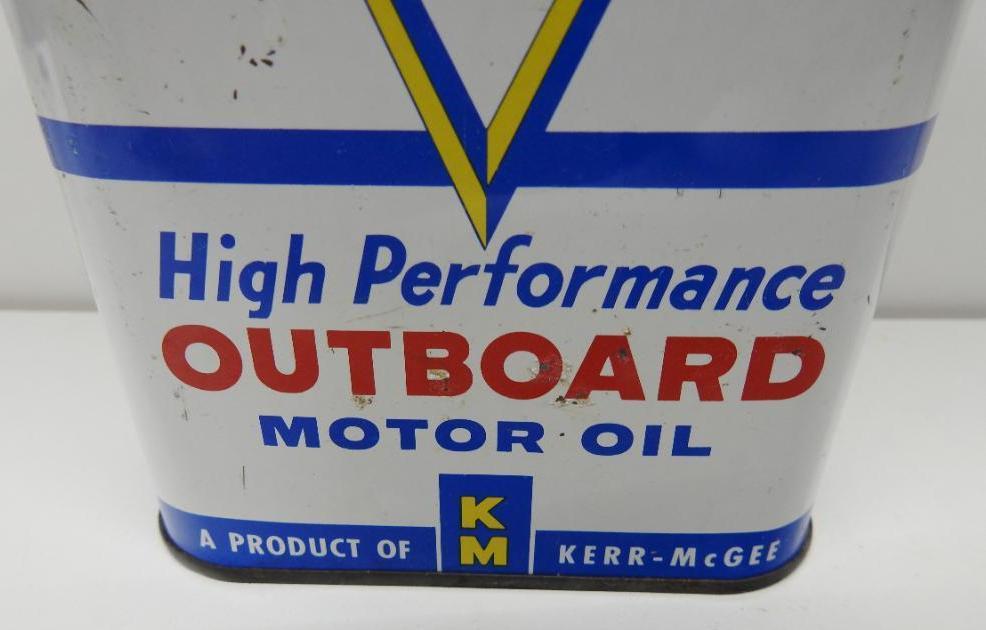 High Performance
OUTBOARD
MOTOR OIL
K
M
A PRODUCT OF
KERR-McGEE